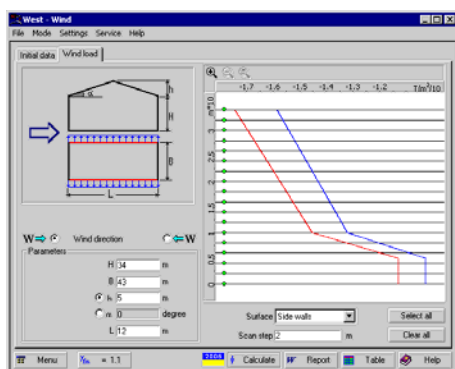 West - Wind
File Mode Settings Service Help
Initial data Wind load
h
α
H
B
L
-1,7 -1,6 -1,5 -1,4 -1,3 -1,2 T/m²/10
m*10
3
2.5
2
1.5
1
0.5
0
W Wind direction W
Parameters
H 34 m
B 43 m
h 5 m
α 0 degree
L 12 m
Surface Side walls
Scan step 2 m
Select all
Clear all
Menu = 1.1 Calculate Report Table Help